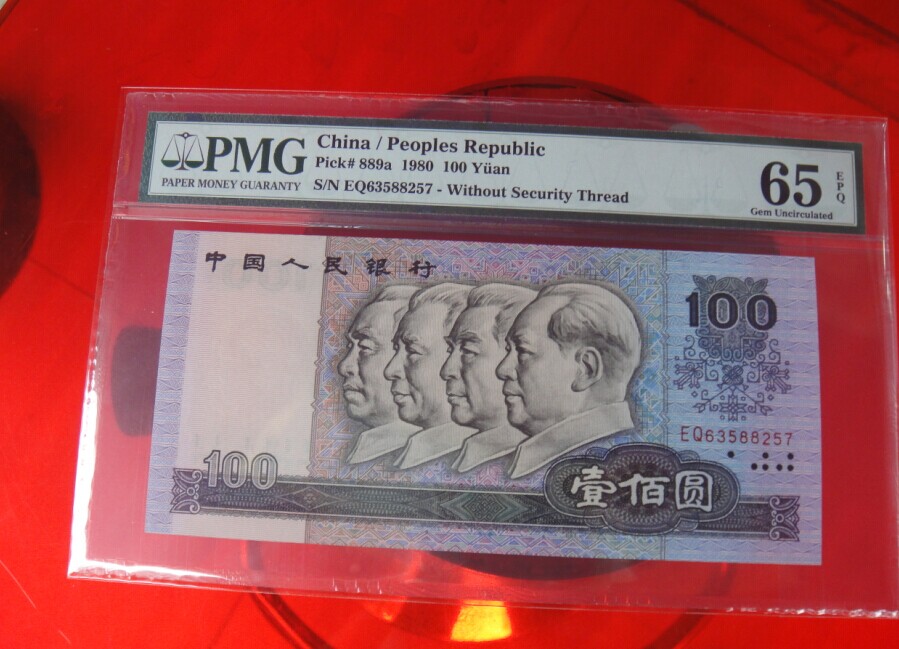 PMG
PAPER MONEY GUARANTY
China / Peoples Republic
Pick# 889a 1980 100 Yüan
S/N EQ63588257 - Without Security Thread
65
EPQ
Gem Uncirculated
中国人民银行
100
EQ63588257
100
壹佰圆